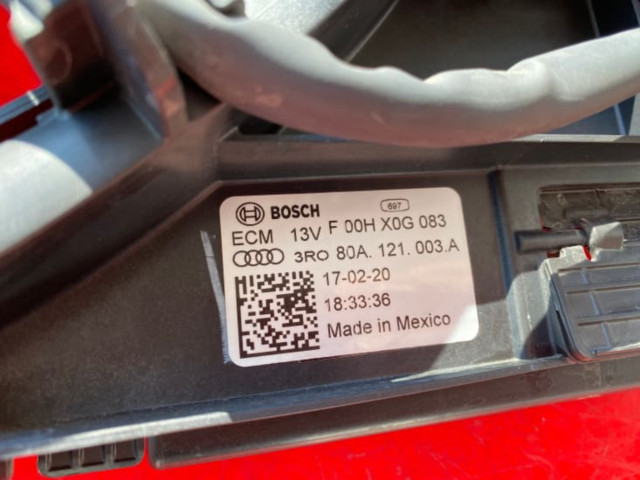 BOSCH 697
ECM 13V F 00H X0G 083
3RO 80A.121.003.A
17-02-20
18:33:36
Made in Mexico